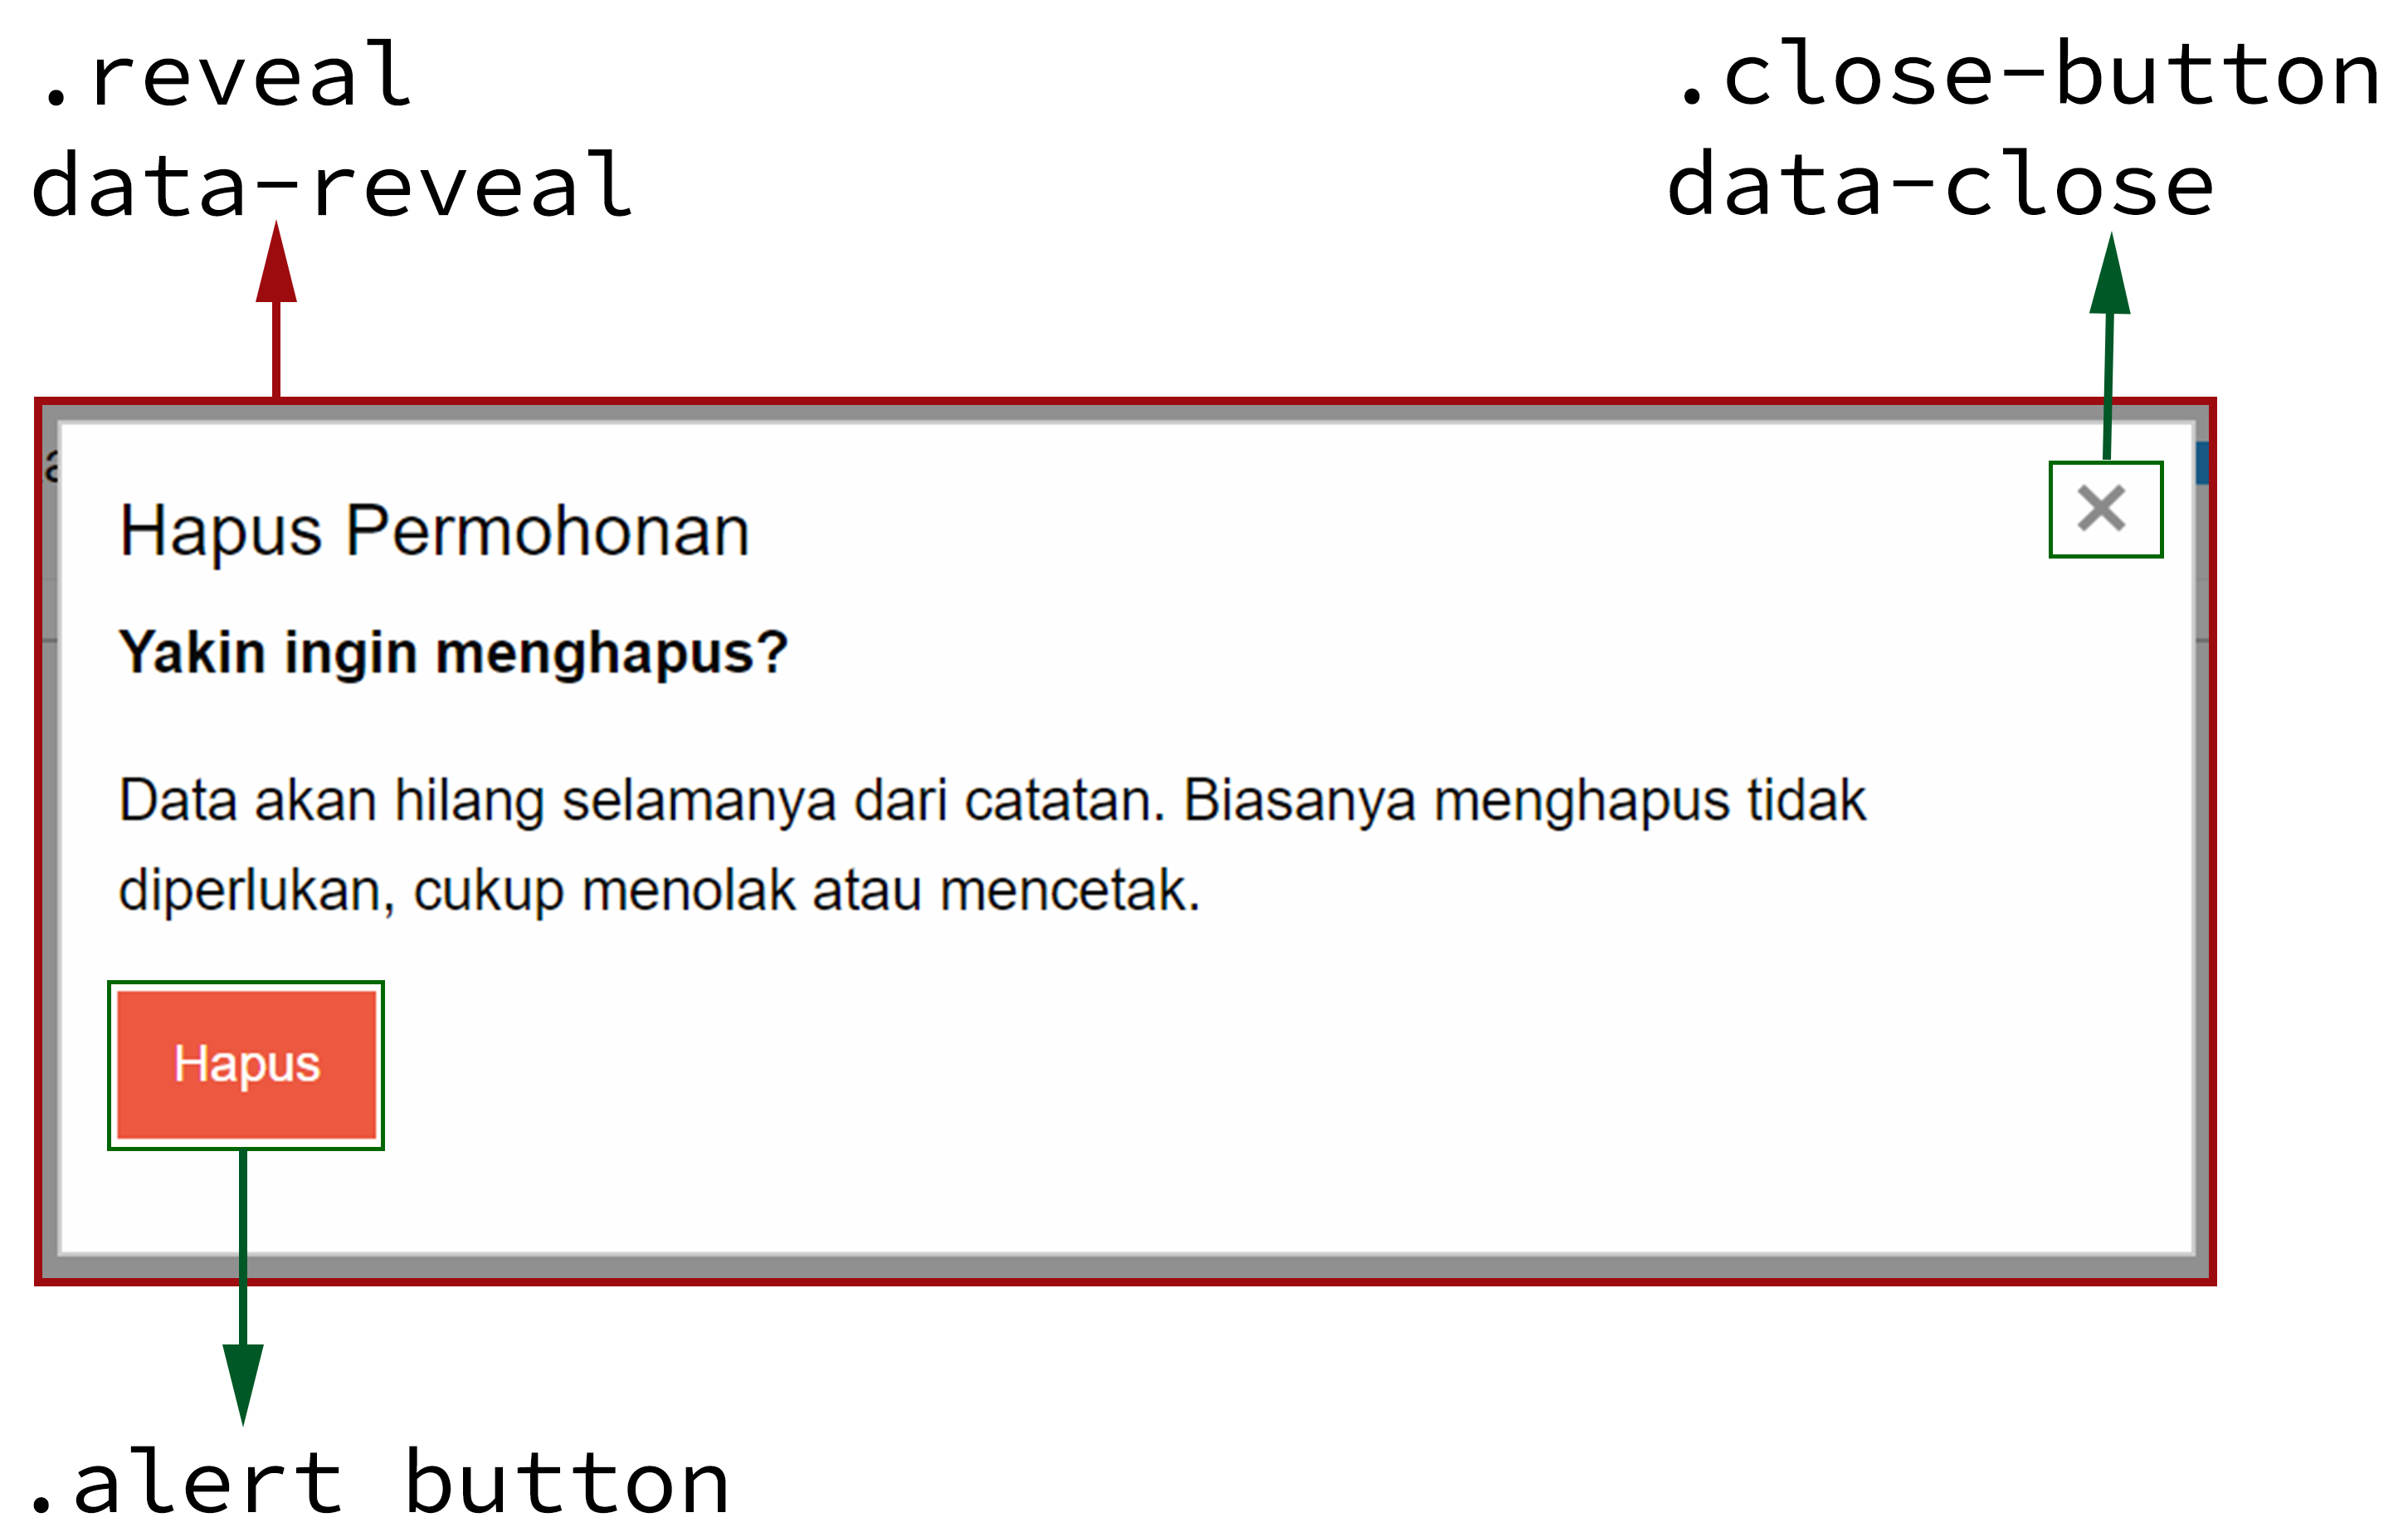 .reveal
data-reveal
.close-button
data-close
Hapus Permohonan
Yakin ingin menghapus?
Data akan hilang selamanya dari catatan. Biasanya menghapus tidak
diperlukan, cukup menolak atau mencetak.
Hapus
.alert button